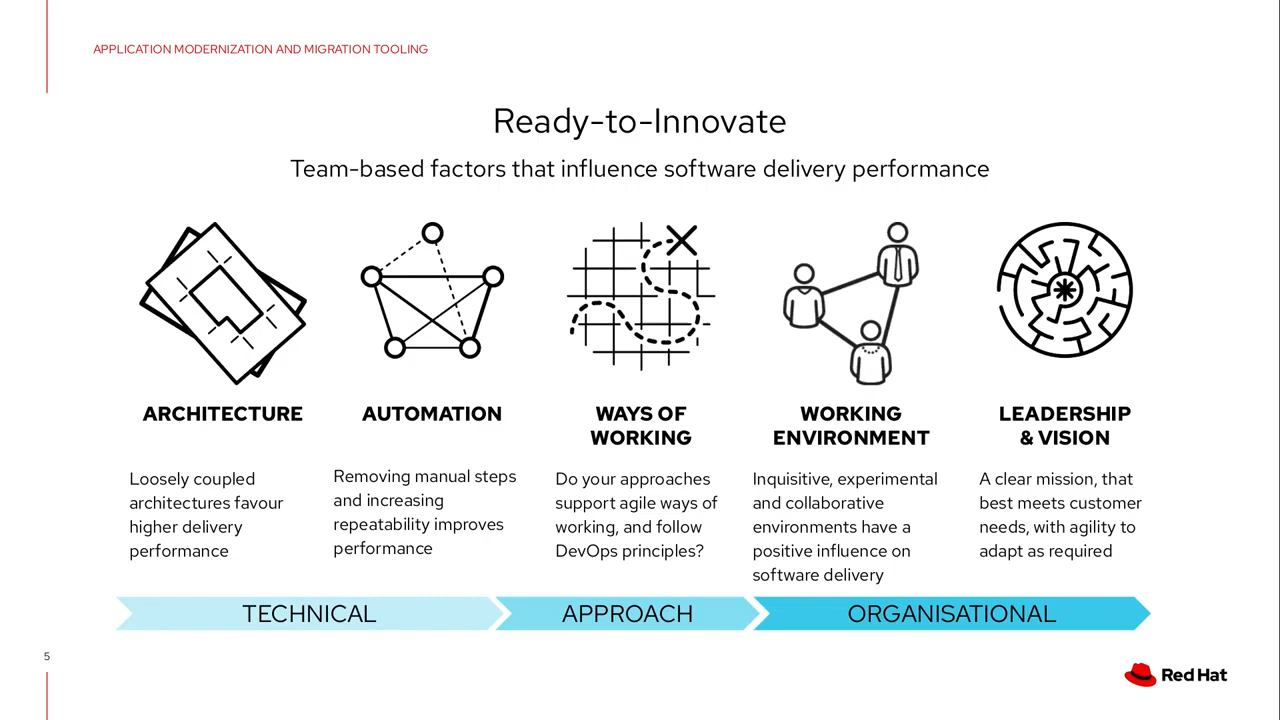 APPLICATION MODERNIZATION AND MIGRATION TOOLING
Ready-to-Innovate
Team-based factors that influence software delivery performance
ARCHITECTURE
Loosely coupled
architectures favour
higher delivery
performance
AUTOMATION
Removing manual steps
and increasing
repeatability improves
performance
WAYS OF
WORKING
Do your approaches
support agile ways of
working, and follow
DevOps principles?
WORKING
ENVIRONMENT
Inquisitive, experimental
and collaborative
environments have a
positive influence on
software delivery
LEADERSHIP
& VISION
A clear mission, that
best meets customer
needs, with agility to
adapt as required
TECHNICAL
APPROACH
ORGANISATIONAL
5
Red Hat